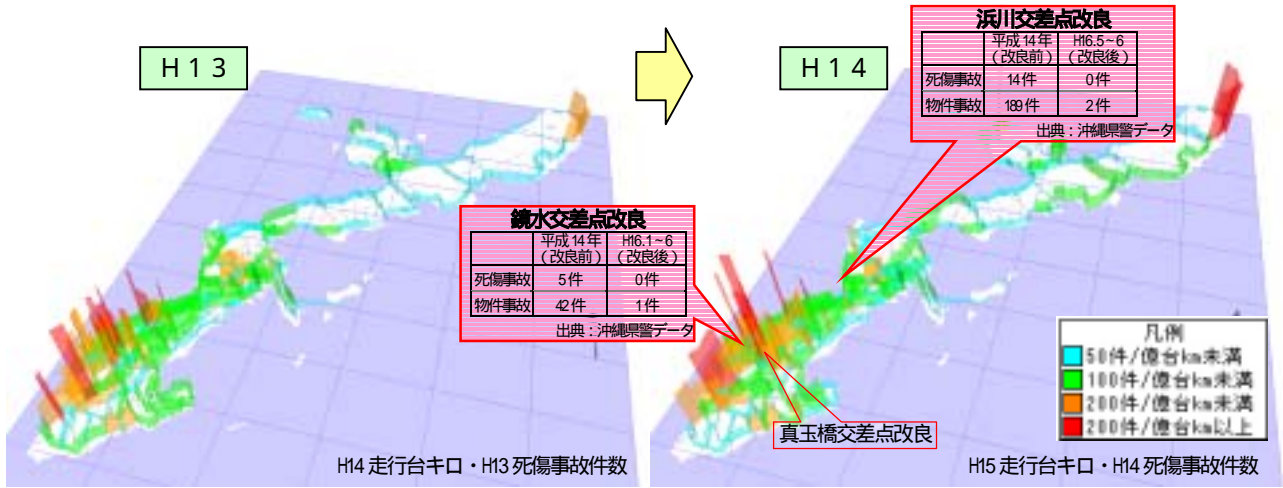 H13
H14
浜川交差点改良
平成14年 H16.5~6
(改良前) (改良後)
死傷事故 14件 0件
物件事故 189件 2件
出典:沖縄県警データ
鏡水交差点改良
平成14年 H16.1~6
(改良前) (改良後)
死傷事故 5件 0件
物件事故 42件 1件
出典:沖縄県警データ
凡例
50件/億台km未満
100件/億台km未満
200件/億台km未満
200件/億台km以上
真玉橋交差点改良
H14 走行台キロ・H13 死傷事故件数
H15 走行台キロ・H14 死傷事故件数